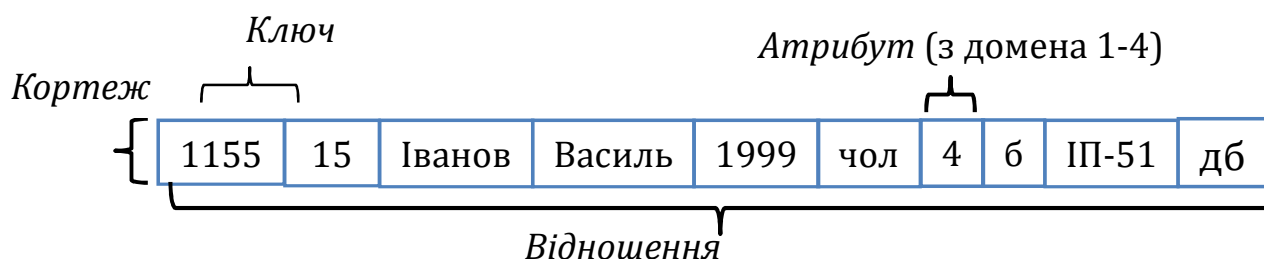 Ключ
Атрибут (з домена 1-4)
Кортеж
1155 15 Іванов Василь 1999 чол 4 б ІП-51 дб
Відношення